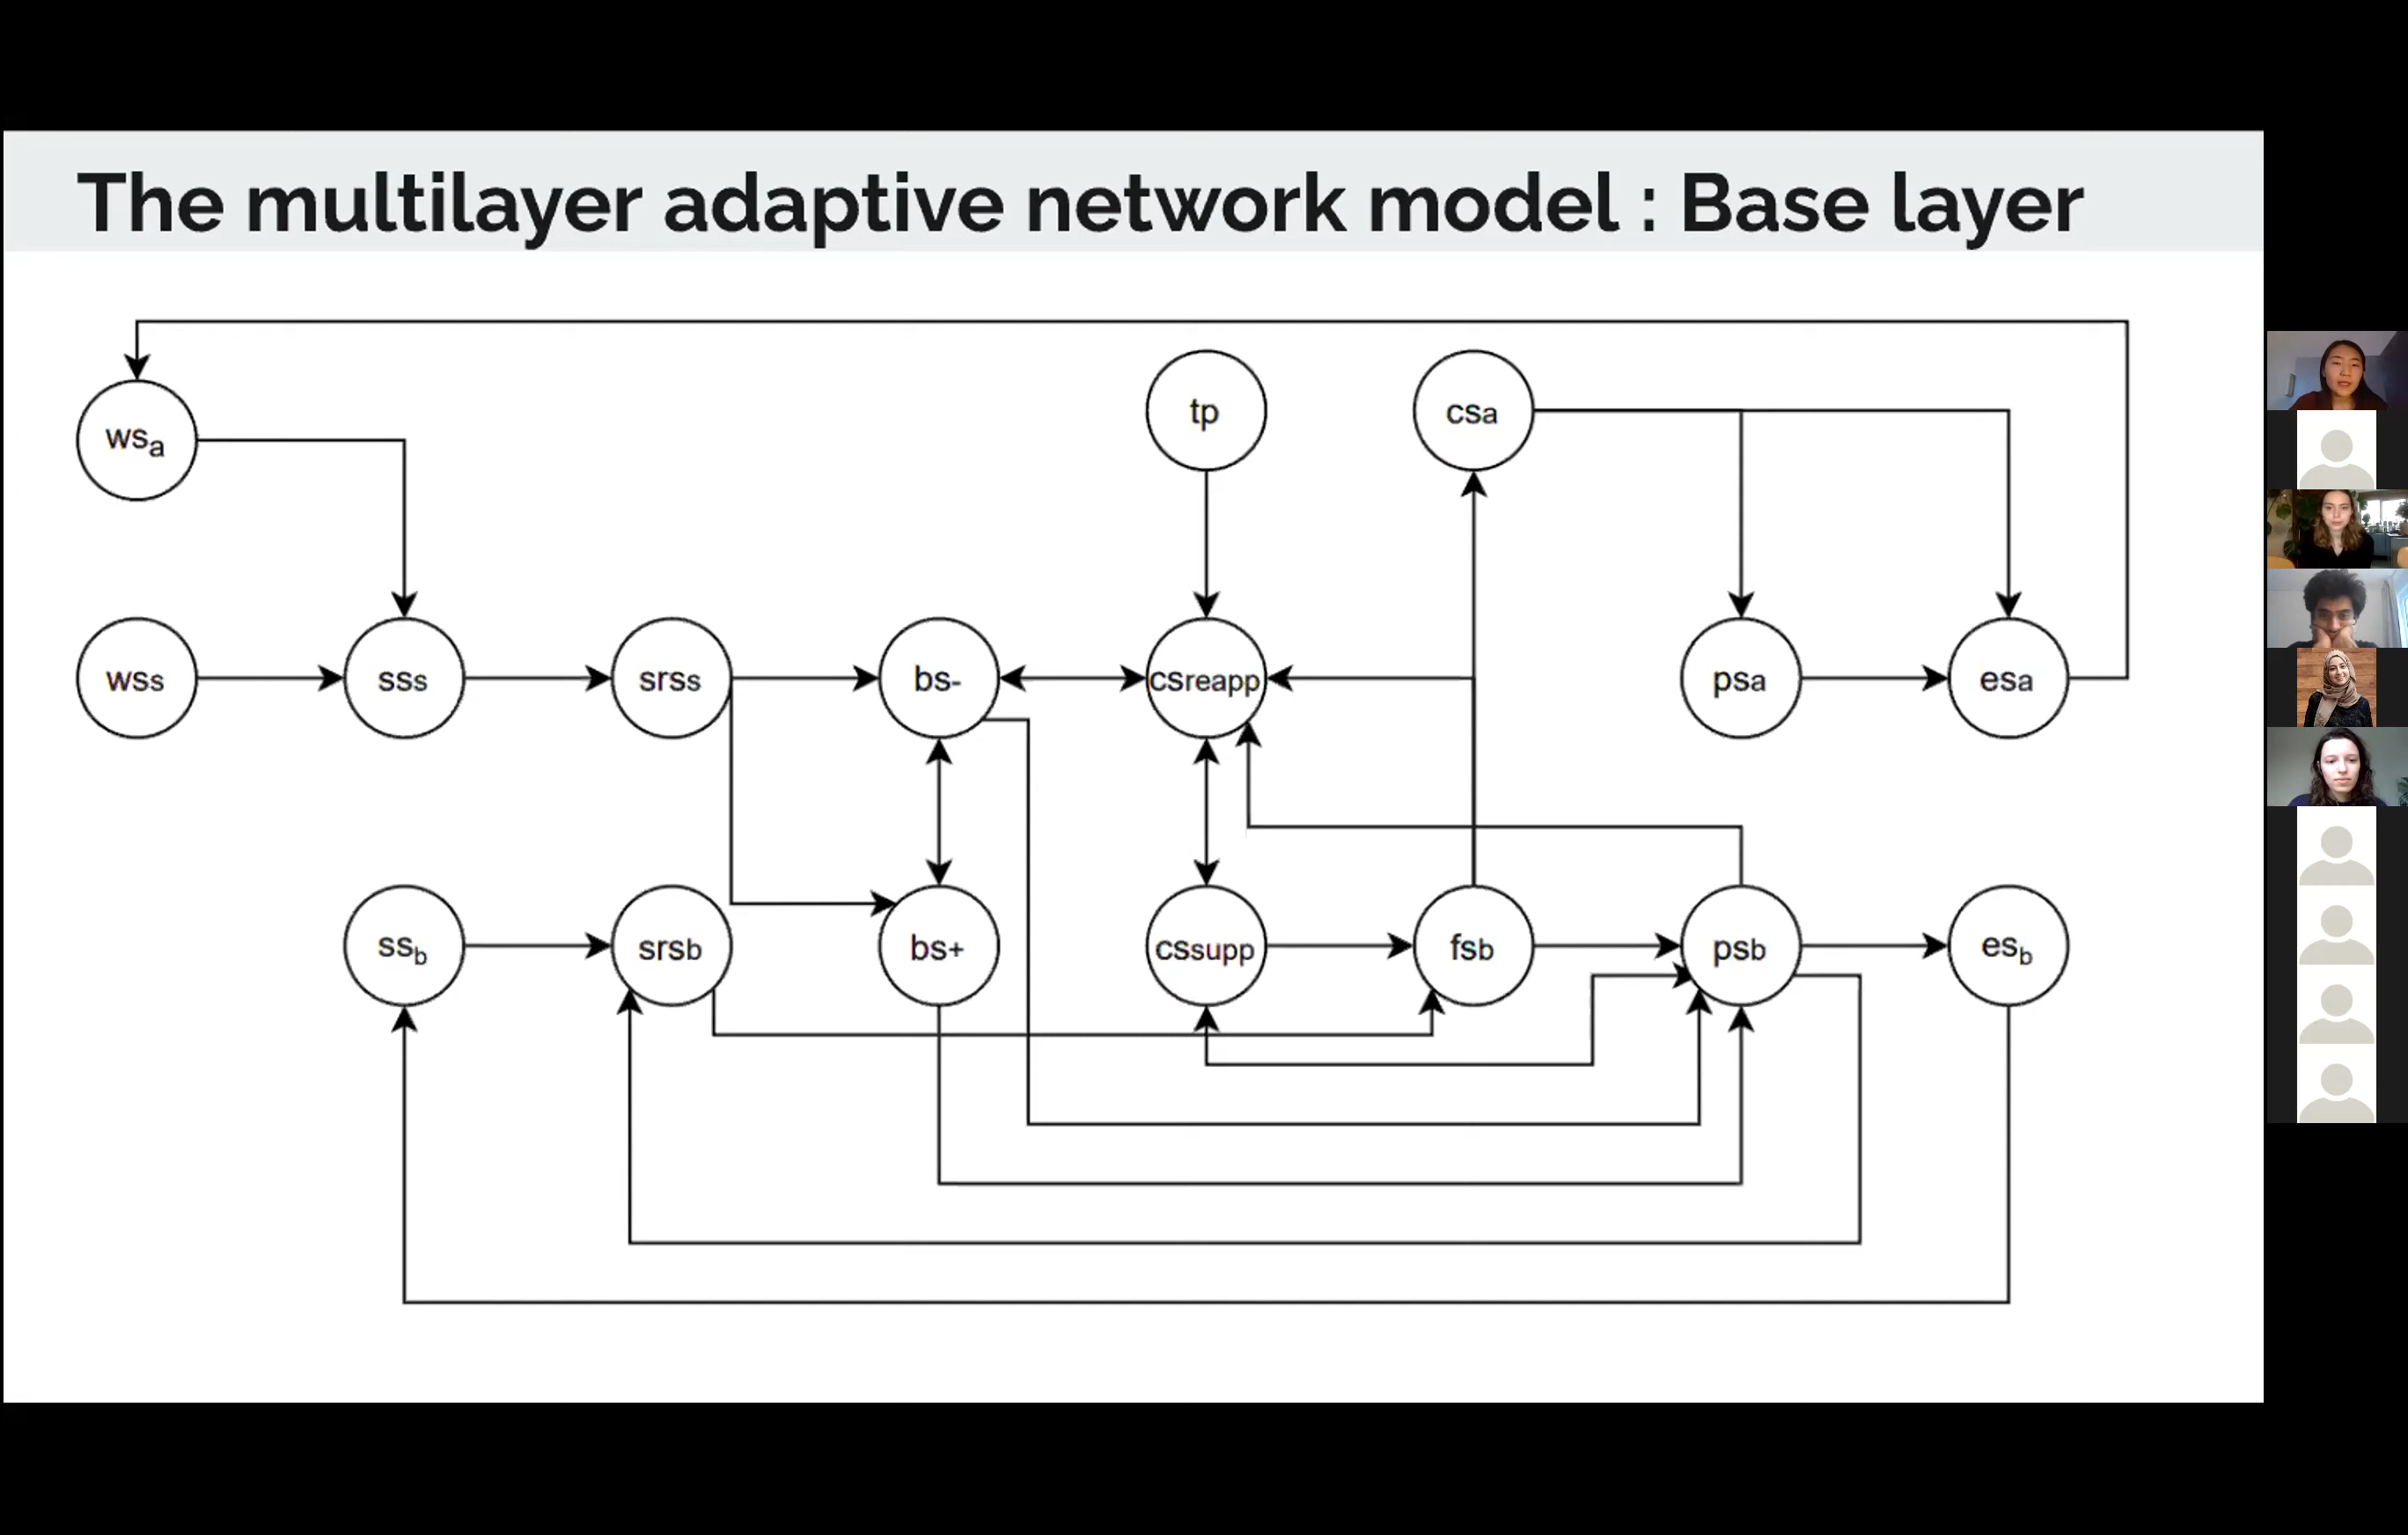 The multilayer adaptive network model : Base layer
tp
csa
wsa
wss
sss
srss
bs-
csreapp
psa
esa
ssb
srsb
bs+
cssupp
fsb
psb
esb